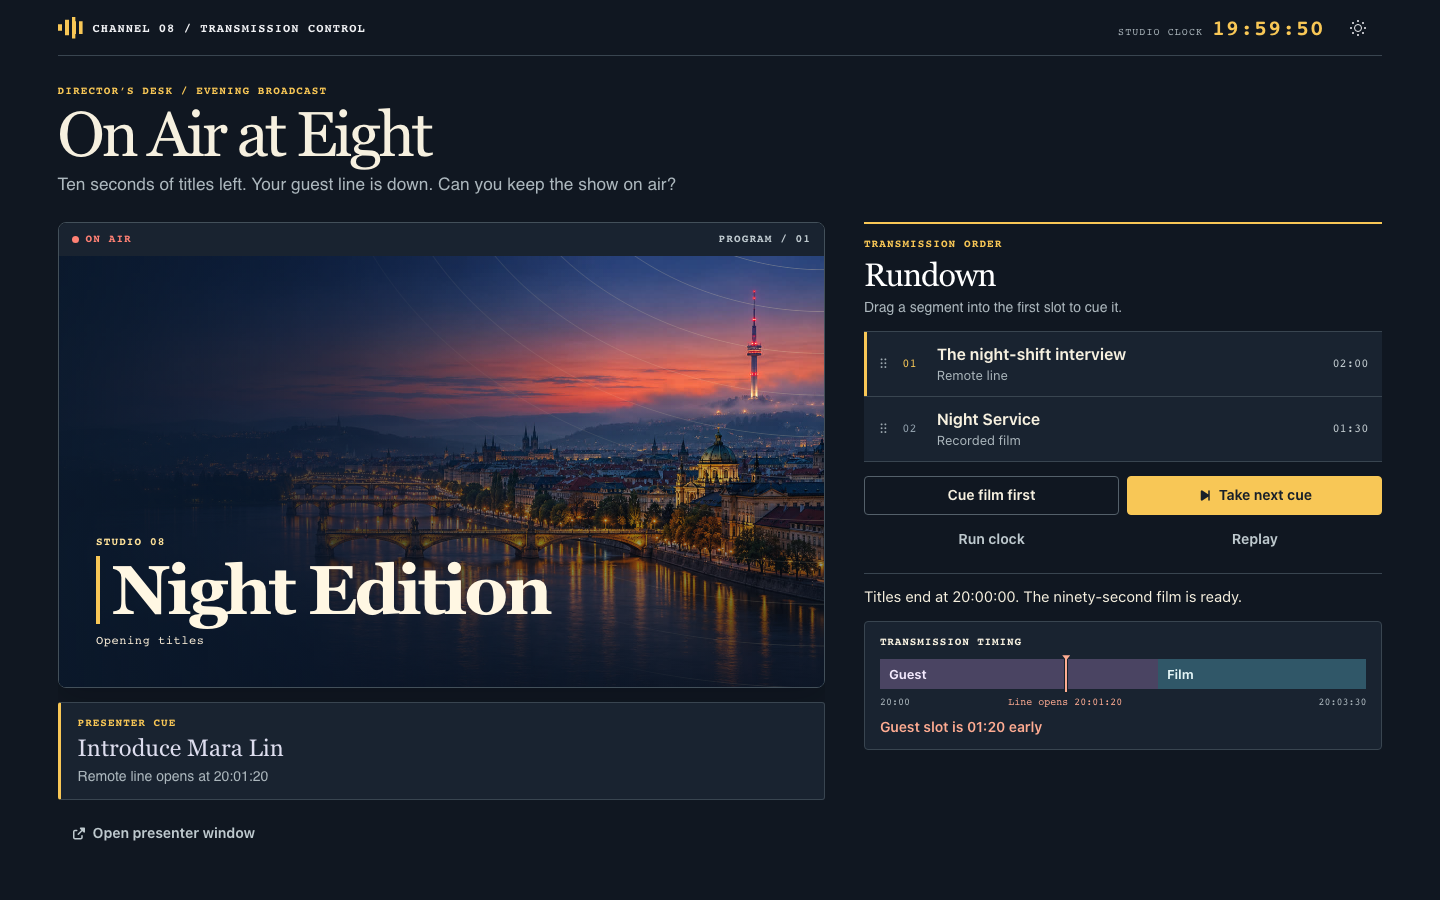 CHANNEL 08 / TRANSMISSION CONTROL
STUDIO CLOCK 19:59:50
DIRECTOR'S DESK / EVENING BROADCAST
On Air at Eight
Ten seconds of titles left. Your guest line is down. Can you keep the show on air?
ON AIR
PROGRAM / 01
STUDIO 08
Night Edition
Opening titles
PRESENTER CUE
Introduce Mara Lin
Remote line opens at 20:01:20
Open presenter window
TRANSMISSION ORDER
Rundown
Drag a segment into the first slot to cue it.
01 The night-shift interview 02:00
Remote line
02 Night Service 01:30
Recorded film
Cue film first
Take next cue
Run clock
Replay
Titles end at 20:00:00. The ninety-second film is ready.
TRANSMISSION TIMING
Guest Film
20:00 Line opens 20:01:20 20:03:30
Guest slot is 01:20 early